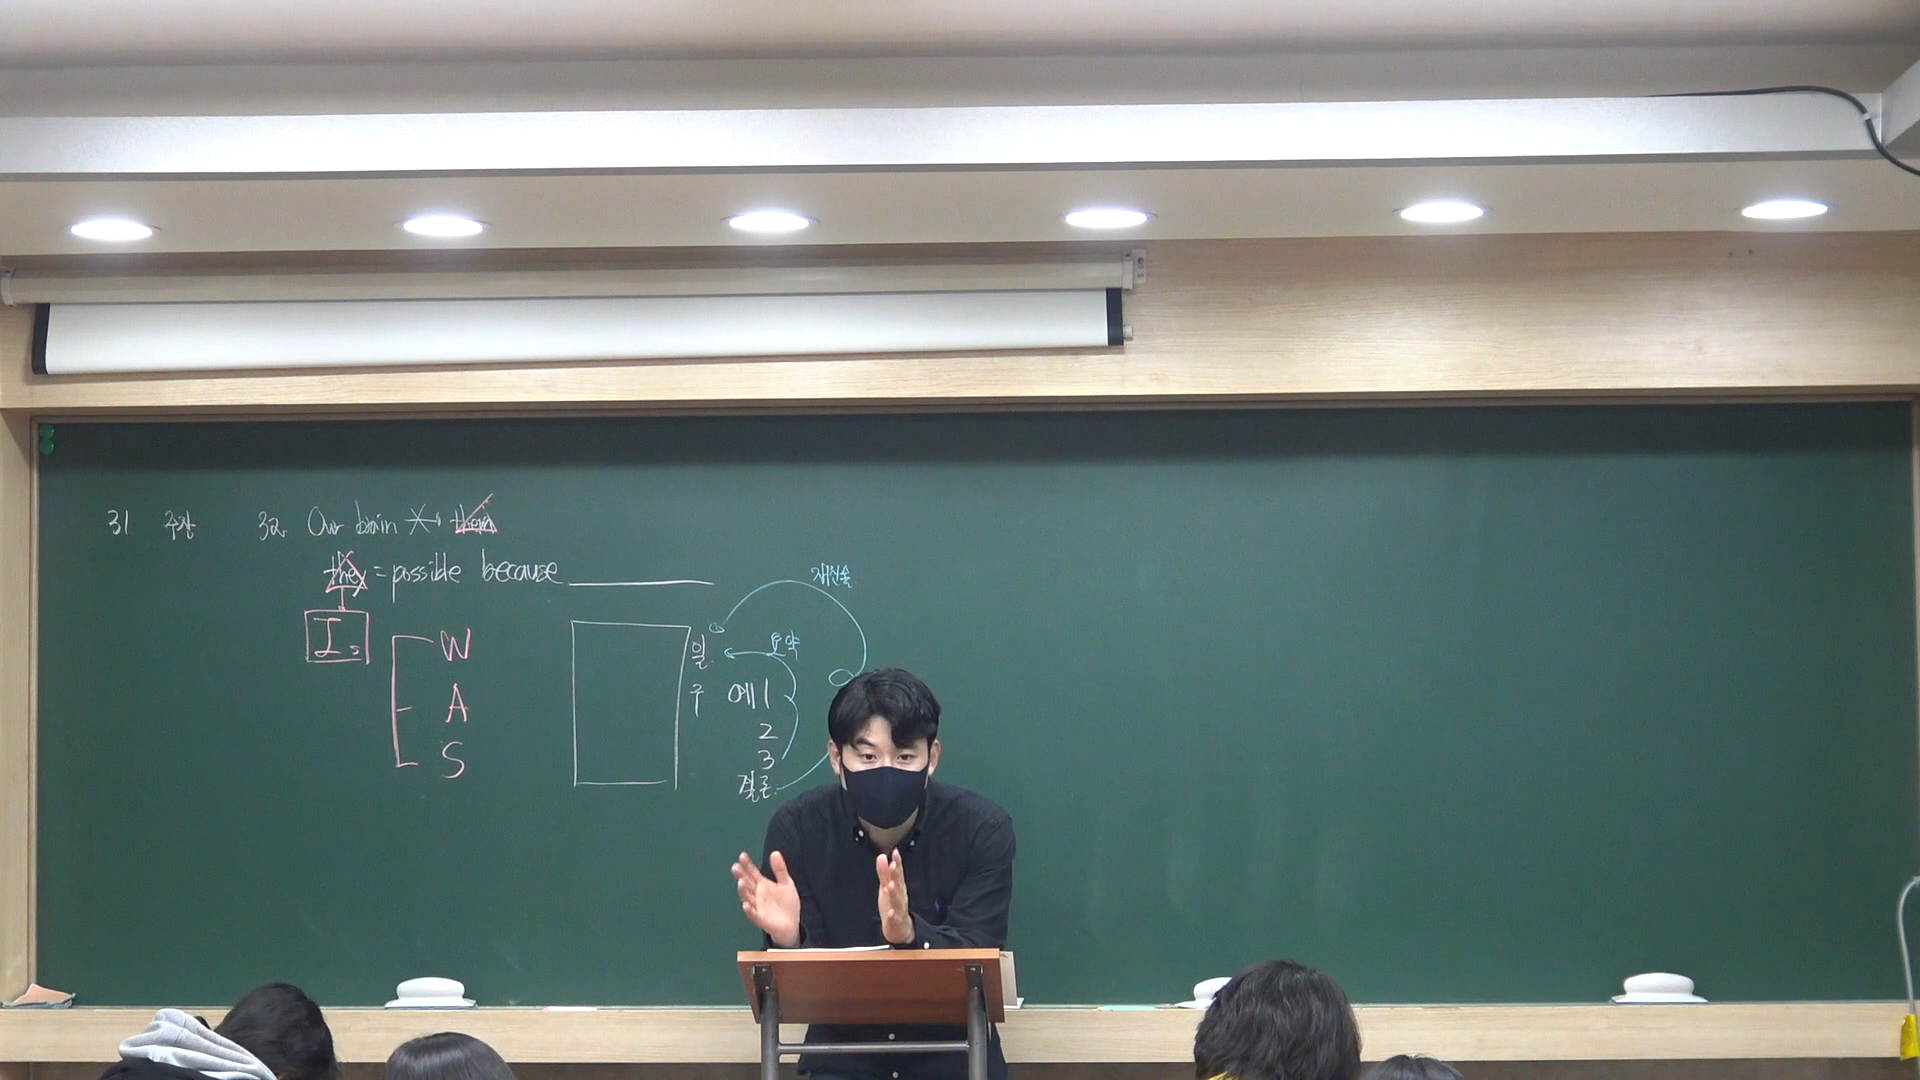 31 주장 32. Our brain them
they = possible because
재진술
I s
W
일. 요약
A
주 예 1
2
S
3
결론